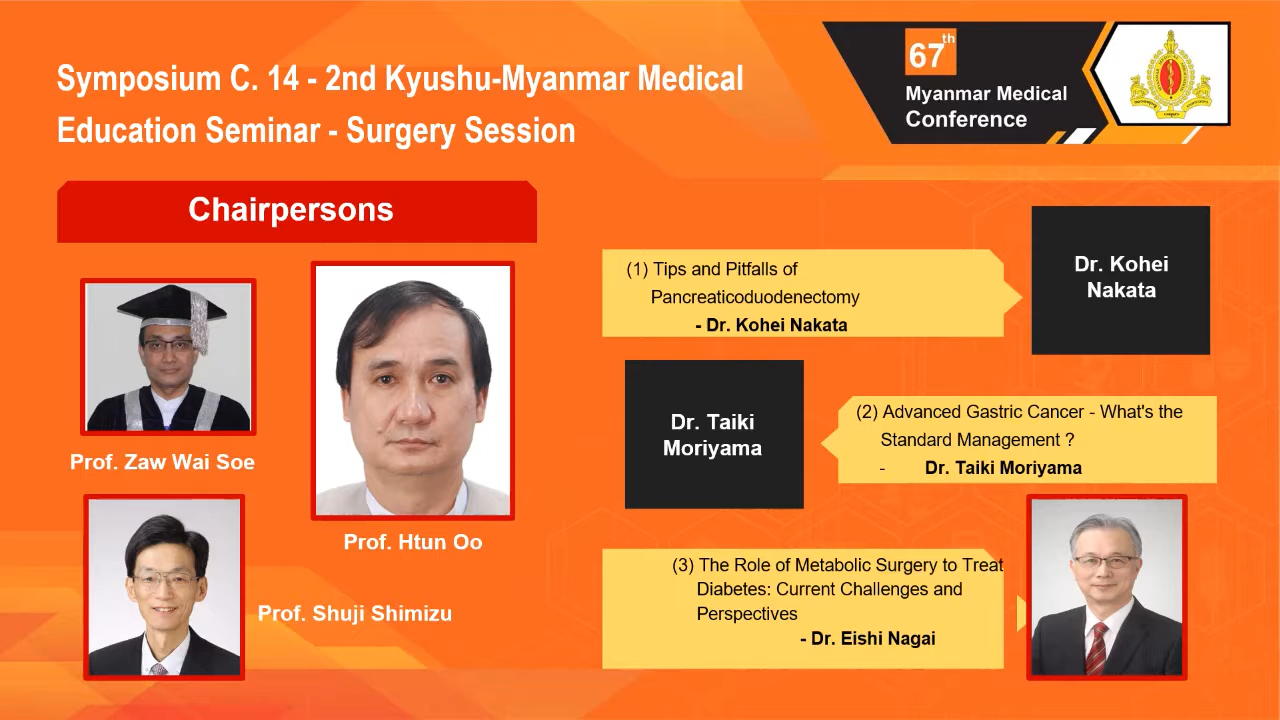 Symposium C. 14 - 2nd Kyushu-Myanmar Medical
Education Seminar - Surgery Session
67th
Myanmar Medical
Conference
Chairpersons
Prof. Zaw Wai Soe
Prof. Htun Oo
Prof. Shuji Shimizu
(1) Tips and Pitfalls of
Pancreaticoduodenectomy
- Dr. Kohei Nakata
Dr. Kohei
Nakata
Dr. Taiki
Moriyama
(2) Advanced Gastric Cancer - What's the
Standard Management ?
- Dr. Taiki Moriyama
(3) The Role of Metabolic Surgery to Treat
Diabetes: Current Challenges and
Perspectives
- Dr. Eishi Nagai